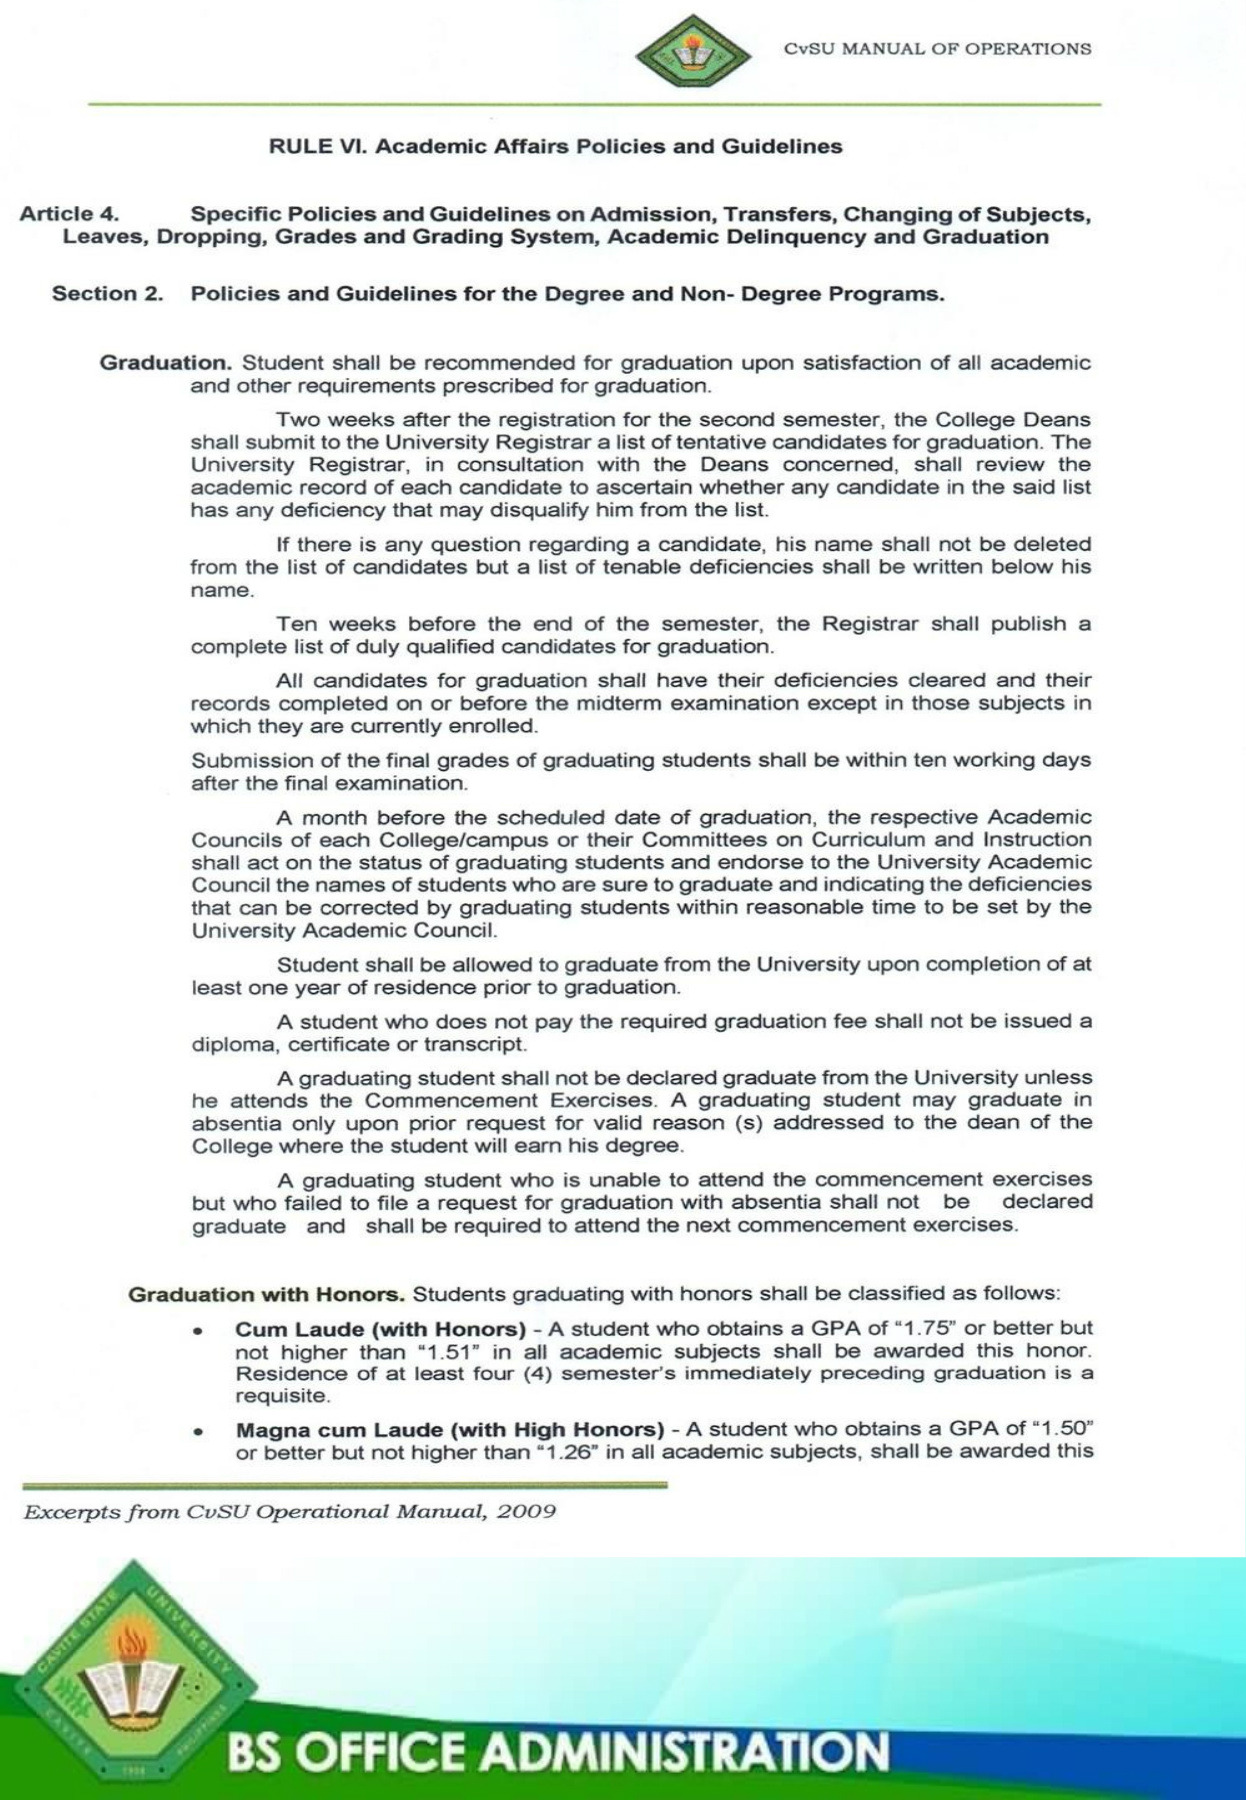 CvSU MANUAL OF OPERATIONS
RULE VI. Academic Affairs Policies and Guidelines
Article 4. Specific Policies and Guidelines on Admission, Transfers, Changing of Subjects,
Leaves, Dropping, Grades and Grading System, Academic Delinquency and Graduation
Section 2. Policies and Guidelines for the Degree and Non- Degree Programs.
Graduation. Student shall be recommended for graduation upon satisfaction of all academic
and other requirements prescribed for graduation.
Two weeks after the registration for the second semester, the College Deans
shall submit to the University Registrar a list of tentative candidates for graduation. The
University Registrar, in consultation with the Deans concerned, shall review the
academic record of each candidate to ascertain whether any candidate in the said list
has any deficiency that may disqualify him from the list.
If there is any question regarding a candidate, his name shall not be deleted
from the list of candidates but a list of tenable deficiencies shall be written below his
name.
Ten weeks before the end of the semester, the Registrar shall publish a
complete list of duly qualified candidates for graduation.
All candidates for graduation shall have their deficiencies cleared and their
records completed on or before the midterm examination except in those subjects in
which they are currently enrolled.
Submission of the final grades of graduating students shall be within ten working days
after the final examination.
A month before the scheduled date of graduation, the respective Academic
Councils of each College/campus or their Committees on Curriculum and Instruction
shall act on the status of graduating students and endorse to the University Academic
Council the names of students who are sure to graduate and indicating the deficiencies
that can be corrected by graduating students within reasonable time to be set by the
University Academic Council.
Student shall be allowed to graduate from the University upon completion of at
least one year of residence prior to graduation.
A student who does not pay the required graduation fee shall not be issued a
diploma, certificate or transcript.
A graduating student shall not be declared graduate from the University unless
he attends the Commencement Exercises. A graduating student may graduate in
absentia only upon prior request for valid reason (s) addressed to the dean of the
College where the student will earn his degree.
A graduating student who is unable to attend the commencement exercises
but who failed to file a request for graduation with absentia shall not be declared
graduate and shall be required to attend the next commencement exercises.
Graduation with Honors. Students graduating with honors shall be classified as follows:
• Cum Laude (with Honors) - A student who obtains a GPA of “1.75” or better but
not higher than “1.51” in all academic subjects shall be awarded this honor.
Residence of at least four (4) semester's immediately preceding graduation is a
requisite.
• Magna cum Laude (with High Honors) - A student who obtains a GPA of “1.50”
or better but not higher than “1.26” in all academic subjects, shall be awarded this
Excerpts from CvSU Operational Manual, 2009
CAVITE STATE UNIVERSITY
CAVITE PHILIPPINES
BS OFFICE ADMINISTRATION